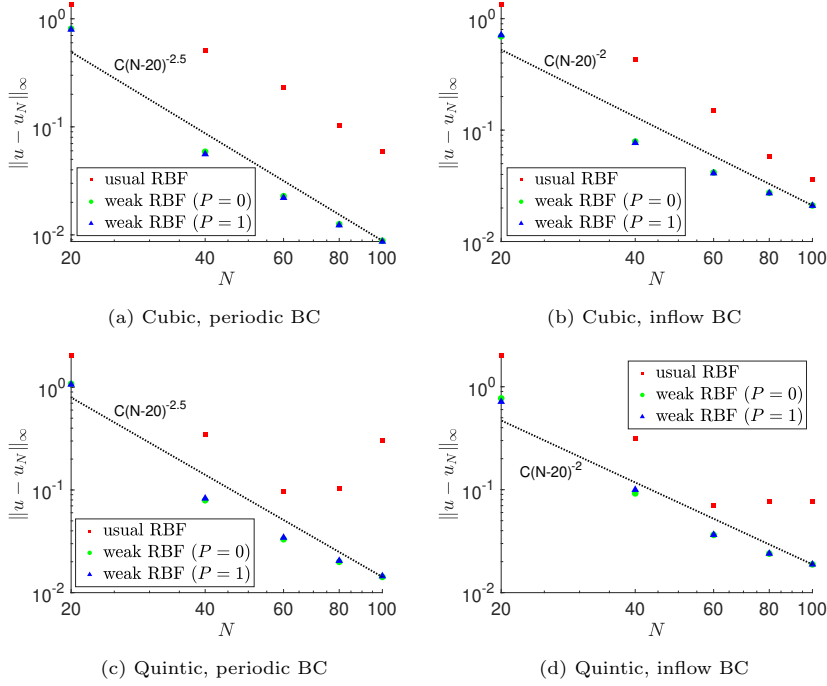 10^0
10^-1
10^-2
‖u − u_N‖_∞
C(N-20)^-2.5
usual RBF
weak RBF (P = 0)
weak RBF (P = 1)
20 40 60 80 100
N
(a) Cubic, periodic BC
10^0
10^-1
10^-2
‖u − u_N‖_∞
C(N-20)^-2
usual RBF
weak RBF (P = 0)
weak RBF (P = 1)
20 40 60 80 100
N
(b) Cubic, inflow BC
10^0
10^-1
10^-2
‖u − u_N‖_∞
C(N-20)^-2.5
usual RBF
weak RBF (P = 0)
weak RBF (P = 1)
20 40 60 80 100
N
(c) Quintic, periodic BC
10^0
10^-1
10^-2
‖u − u_N‖_∞
usual RBF
weak RBF (P = 0)
weak RBF (P = 1)
C(N-20)^-2
20 40 60 80 100
N
(d) Quintic, inflow BC